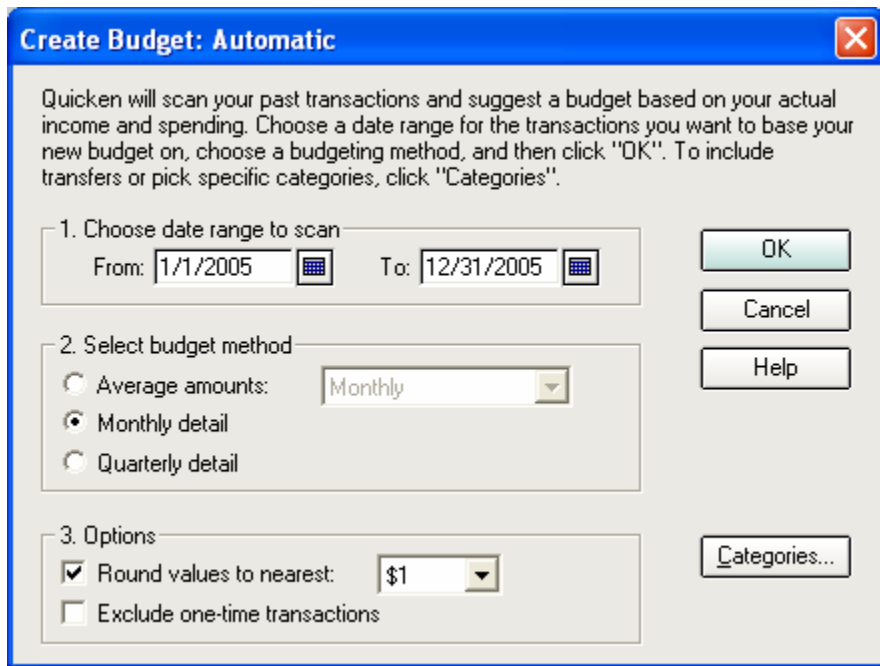 Create Budget: Automatic
Quicken will scan your past transactions and suggest a budget based on your actual
income and spending. Choose a date range for the transactions you want to base your
new budget on, choose a budgeting method, and then click "OK". To include
transfers or pick specific categories, click "Categories".
1. Choose date range to scan
From: 1/1/2005 To: 12/31/2005
OK
Cancel
Help
2. Select budget method
Average amounts: Monthly
Monthly detail
Quarterly detail
3. Options
Round values to nearest: $1
Exclude one-time transactions
Categories...